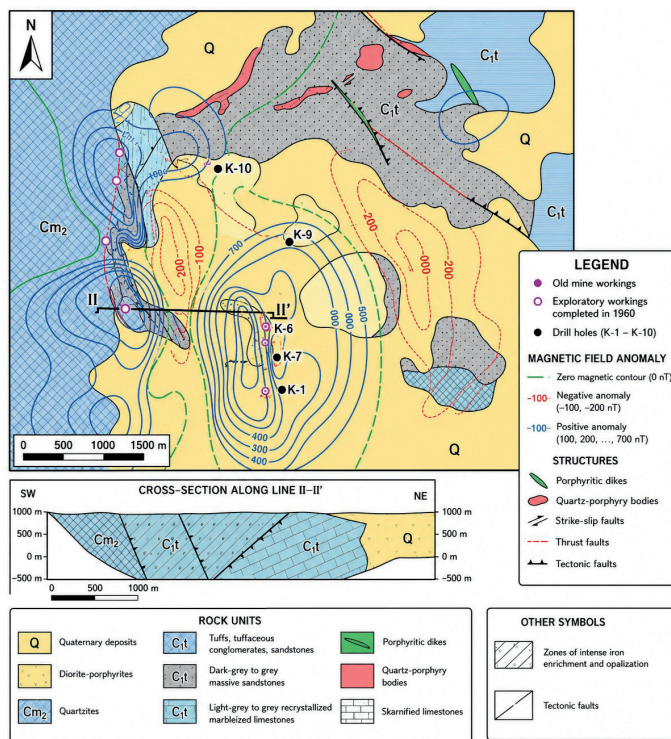 N
Q
C₁t
C₁t
Q
Cm₂
K-10
1000
200
100
700
K-9
200
000
200
C₁t
II
II'
K-6
K-7
K-1
000
000
500
400
300
400
Q
0 500 1000 1500 m
LEGEND
Old mine workings
Exploratory workings
completed in 1960
Drill holes (K-1 – K-10)
MAGNETIC FIELD ANOMALY
Zero magnetic contour (0 nT)
-100- Negative anomaly
(–100, –200 nT)
-100- Positive anomaly
(100, 200, ..., 700 nT)
STRUCTURES
Porphyritic dikes
Quartz-porphyry bodies
Strike-slip faults
Thrust faults
Tectonic faults
SW CROSS–SECTION ALONG LINE II–II' NE
1000 m
500 m
0 m
–500 m
Cm₂
C₁t
C₁t
Q
1000 m
500 m
0 m
–500 m
0 500 1000 m
ROCK UNITS
Q Quaternary deposits
Diorite-porphyrites
Cm₂ Quartzites
C₁t Tuffs, tuffaceous
conglomerates, sandstones
C₁t Dark-grey to grey
massive sandstones
C₁t Light-grey to grey recrystallized
marbleized limestones
Porphyritic dikes
Quartz-porphyry
bodies
Skarnified limestones
OTHER SYMBOLS
Zones of intense iron
enrichment and opalization
Tectonic faults